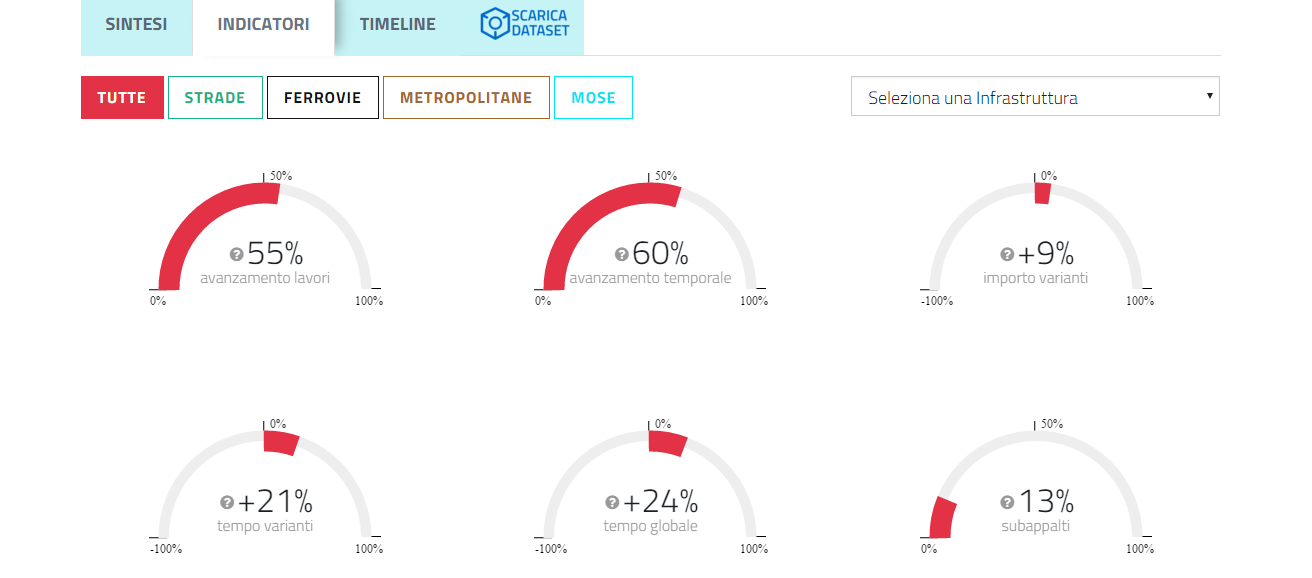 SINTESI
INDICATORI
TIMELINE
SCARICA
DATASET
TUTTE
STRADE
FERROVIE
METROPOLITANE
MOSE
Seleziona una Infrastruttura
50%
? 55%
avanzamento lavori
0%
100%
50%
? 60%
avanzamento temporale
0%
100%
0%
? +9%
importo varianti
-100%
100%
0%
? +21%
tempo varianti
-100%
100%
0%
? +24%
tempo globale
-100%
100%
50%
? 13%
subappalti
0%
100%